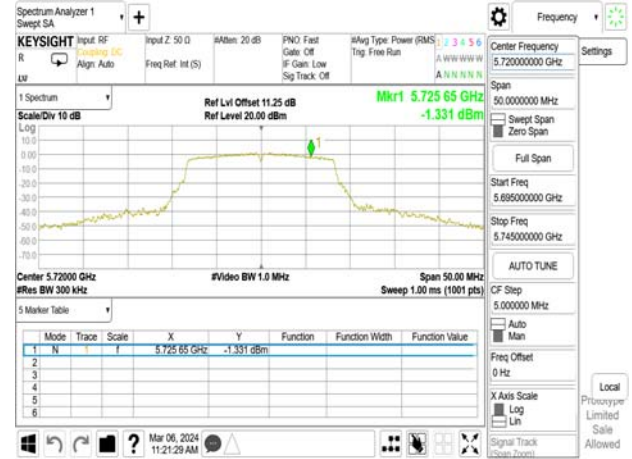 Spectrum Analyzer 1
Swept SA
Frequency
KEYSIGHT
R
Input: RF
Coupling: DC
Align: Auto
Input Z: 50 Ω
Freq Ref: Int (S)
#Atten: 20 dB
PNO: Fast
Gate: Off
IF Gain: Low
Sig Track: Off
#Avg Type: Power (RMS
Trig: Free Run
1 2 3 4 5 6
A W W W W W
A N N N N N
Center Frequency
5.720000000 GHz
Settings
Span
50.0000000 MHz
Swept Span
Zero Span
Full Span
Start Freq
5.695000000 GHz
Stop Freq
5.745000000 GHz
AUTO TUNE
CF Step
5.000000 MHz
Auto
Man
Freq Offset
0 Hz
X Axis Scale
Log
Lin
Signal Track
(Span Zoom)
Local
Prototype
Limited
Sale
Allowed
1 Spectrum
Scale/Div 10 dB
Log
Ref Lvl Offset 11.25 dB
Ref Level 20.00 dBm
Mkr1 5.725 65 GHz
-1.331 dBm
1
10.0
0.00
-10.0
-20.0
-30.0
-40.0
-50.0
-60.0
-70.0
Center 5.72000 GHz
#Res BW 300 kHz
#Video BW 1.0 MHz
Span 50.00 MHz
Sweep 1.00 ms (1001 pts)
5 Marker Table
Mode Trace Scale X Y Function Function Width Function Value
1 N 1 f 5.725 65 GHz -1.331 dBm
2
3
4
5
6
?
Mar 06, 2024
11:21:29 AM